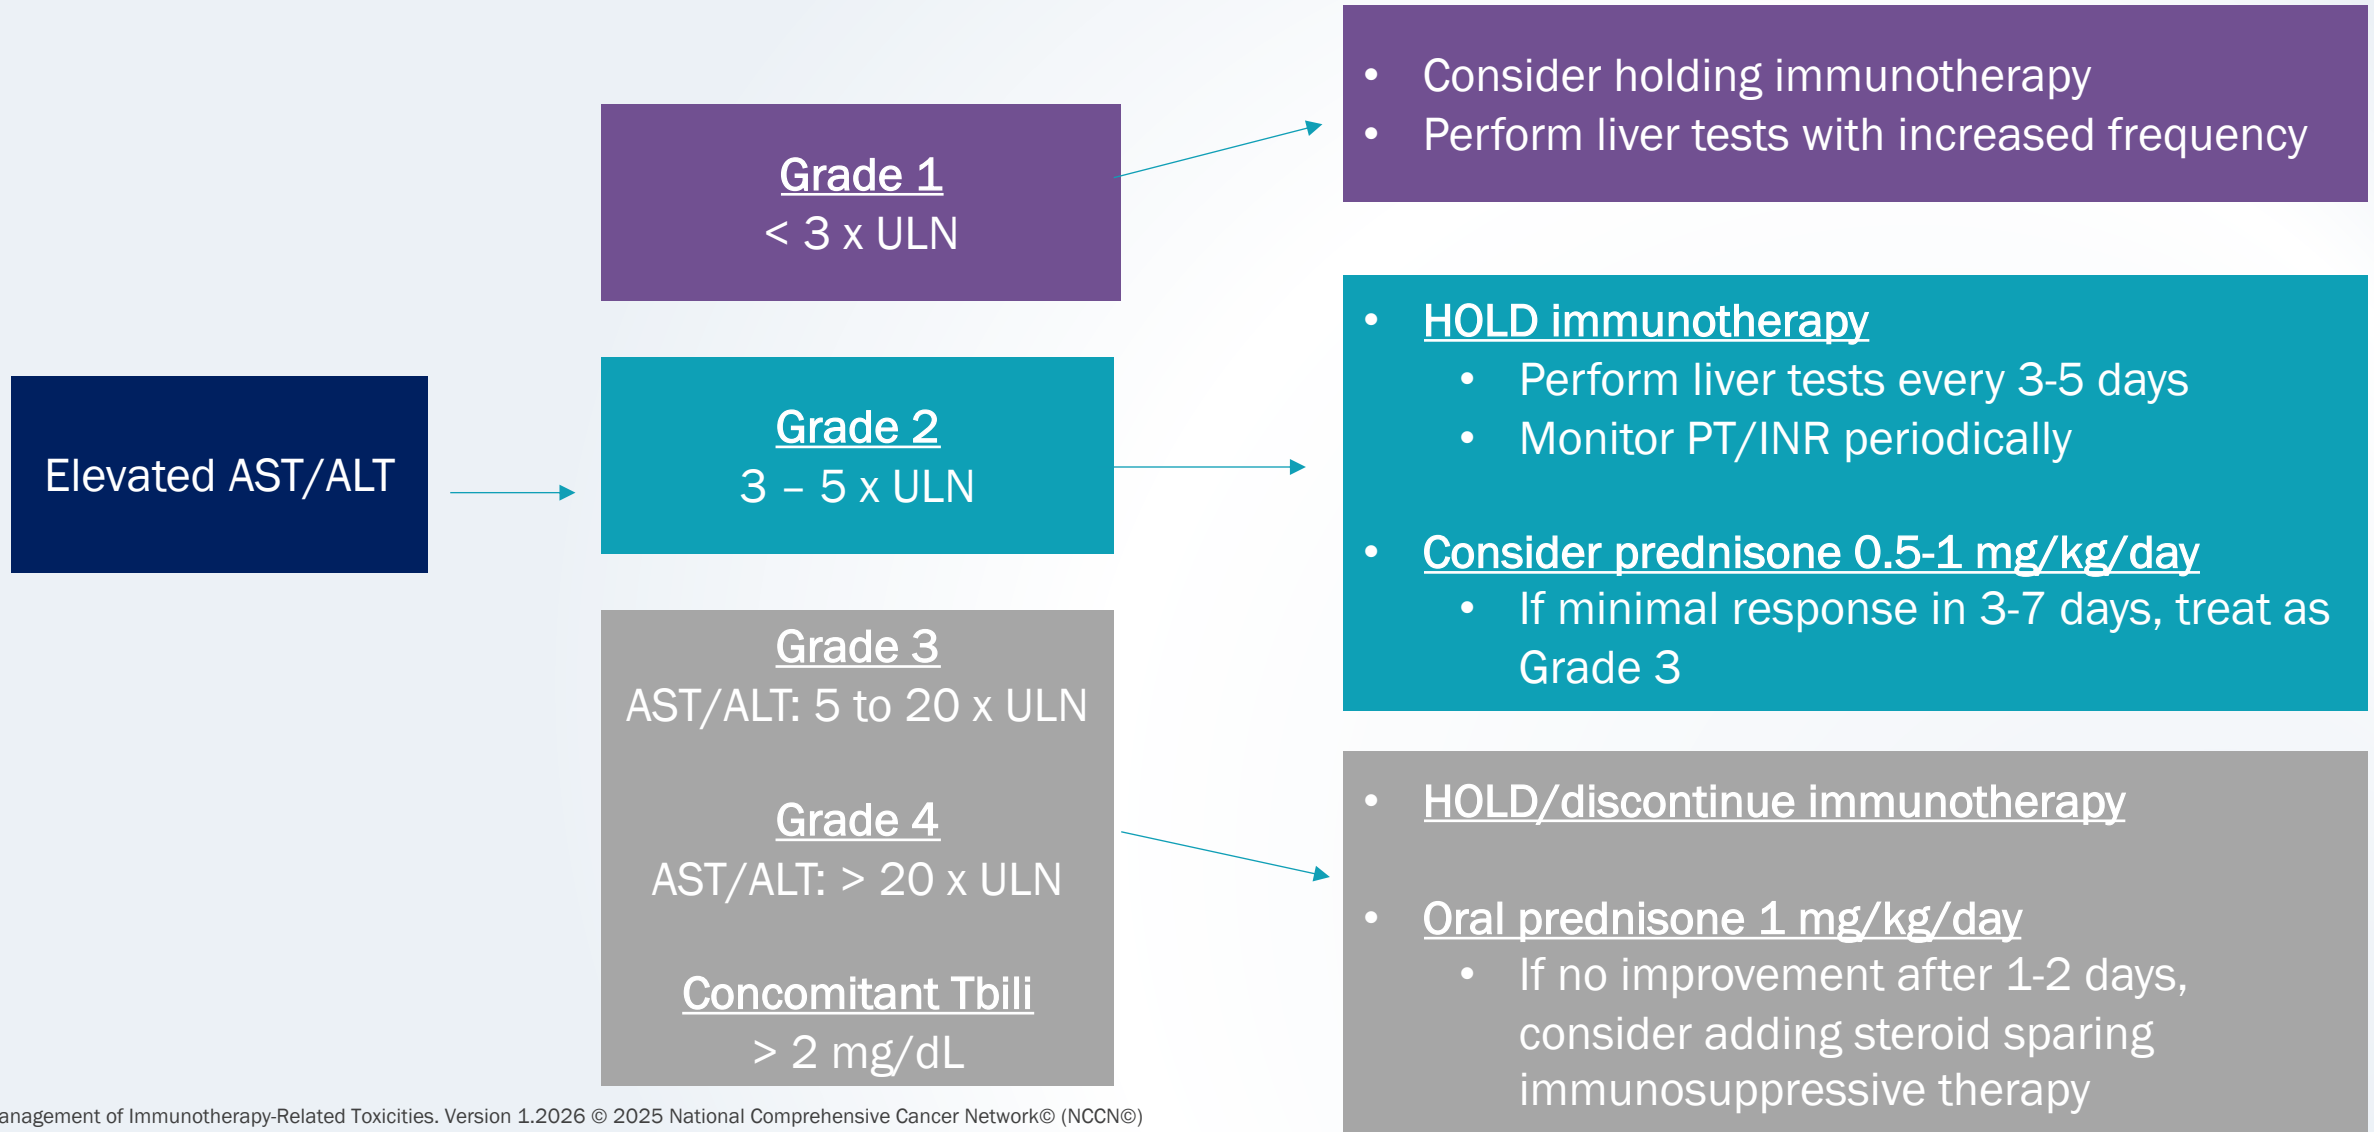 Elevated AST/ALT
Grade 1
< 3 x ULN
Grade 2
3 – 5 x ULN
Grade 3
AST/ALT: 5 to 20 x ULN
Grade 4
AST/ALT: > 20 x ULN
Concomitant Tbili
> 2 mg/dL
• Consider holding immunotherapy
• Perform liver tests with increased frequency
• HOLD immunotherapy
• Perform liver tests every 3-5 days
• Monitor PT/INR periodically
• Consider prednisone 0.5-1 mg/kg/day
• If minimal response in 3-7 days, treat as
Grade 3
• HOLD/discontinue immunotherapy
• Oral prednisone 1 mg/kg/day
• If no improvement after 1-2 days,
consider adding steroid sparing
immunosuppressive therapy
anagement of Immunotherapy-Related Toxicities. Version 1.2026 © 2025 National Comprehensive Cancer Network© (NCCN©)